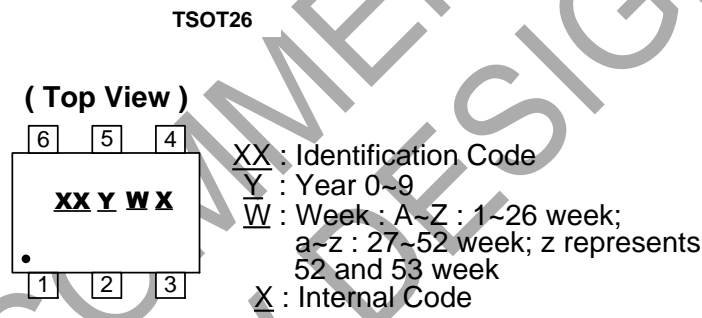 TSOT26
( Top View )
6 5 4
XX Y W X
1 2 3
XX : Identification Code
Y : Year 0~9
W : Week : A~Z : 1~26 week;
a~z : 27~52 week; z represents
52 and 53 week
X : Internal Code